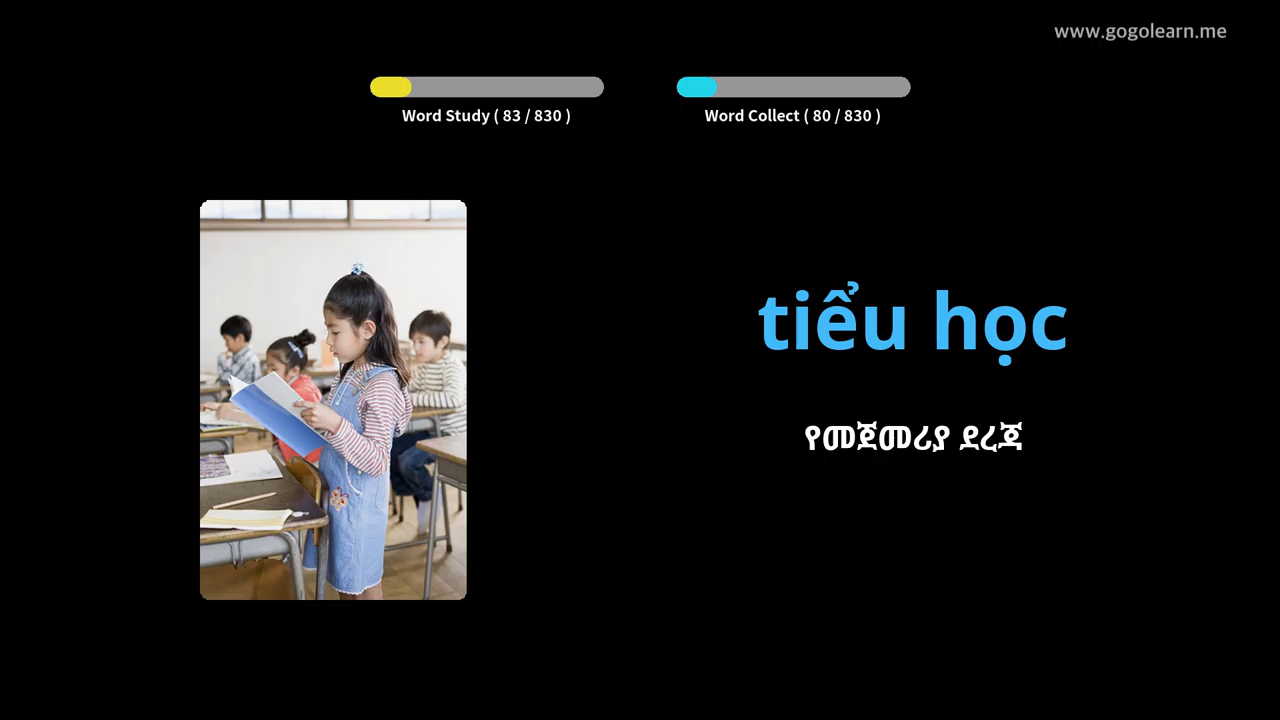 www.gogolearn.me
Word Study ( 83 / 830 )
Word Collect ( 80 / 830 )
tiểu học
የመጀመሪያ ደረጃ